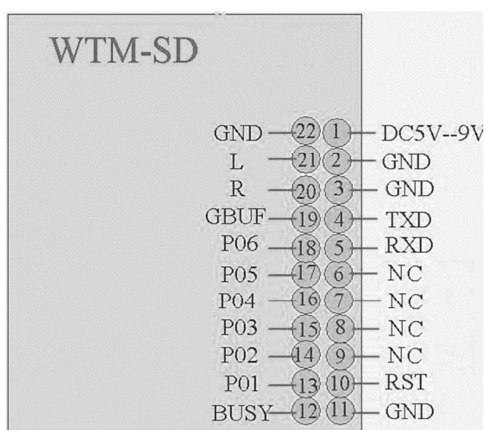 WTM-SD
GND 22 1 DC5V--9V
L 21 2 GND
R 20 3 GND
GBUF 19 4 TXD
P06 18 5 RXD
P05 17 6 NC
P04 16 7 NC
P03 15 8 NC
P02 14 9 NC
P01 13 10 RST
BUSY 12 11 GND